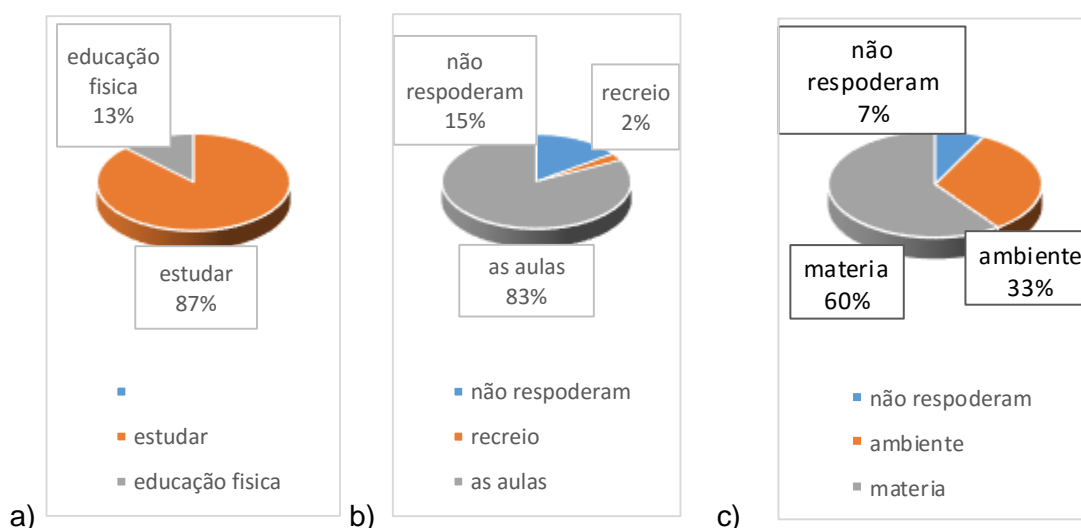 educação
fisica
13%
estudar
87%
estudar
educação fisica
a)
não
respoderam
15%
recreio
2%
as aulas
83%
não respoderam
recreio
as aulas
b)
não
respoderam
7%
materia
60%
ambiente
33%
não respoderam
ambiente
materia
c)